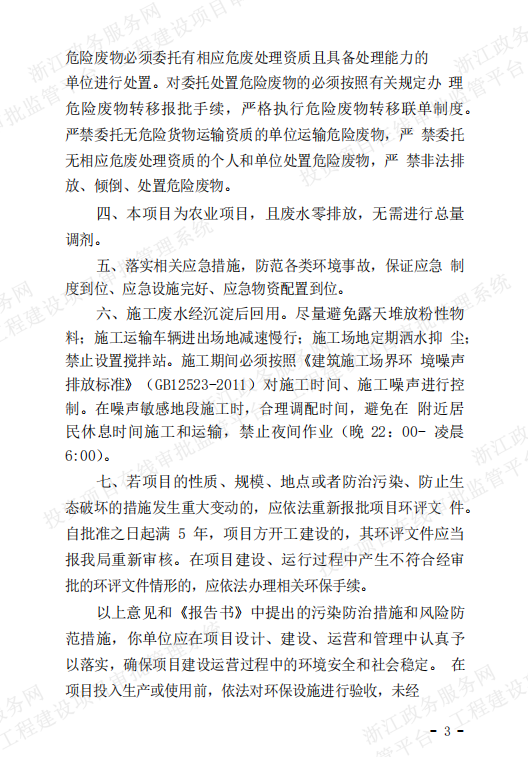 危险废物必须委托有相应危废处理资质且具备处理能力的
单位进行处置。对委托处置危险废物的必须按照有关规定办 理
危险废物转移报批手续，严格执行危险废物转移联单制度。
严禁委托无危险货物运输资质的单位运输危险废物，严 禁委托
无相应危废处理资质的个人和单位处置危险废物，严 禁非法排
放、倾倒、处置危险废物。
四、本项目为农业项目，且废水零排放，无需进行总量
调剂。
五、落实相关应急措施，防范各类环境事故，保证应急 制
度到位、应急设施完好、应急物资配置到位。
六、施工废水经沉淀后回用。尽量避免露天堆放粉性物
料；施工运输车辆进出场地减速慢行；施工场地定期洒水抑 尘；
禁止设置搅拌站。施工期间必须按照《建筑施工场界环 境噪声
排放标准》（GB12523-2011）对施工时间、施工噪声进行控
制。在噪声敏感地段施工时，合理调配时间，避免在 附近居
民休息时间施工和运输，禁止夜间作业（晚 22：00- 凌晨
6:00)。
七、若项目的性质、规模、地点或者防治污染、防止生
态破坏的措施发生重大变动的，应依法重新报批项目环评文 件。
自批准之日起满 5 年，项目方开工建设的，其环评文件应当
报我局重新审核。在项目建设、运行过程中产生不符合经审
批的环评文件情形的，应依法办理相关环保手续。
以上意见和《报告书》中提出的污染防治措施和风险防
范措施，你单位应在项目设计、建设、运营和管理中认真予
以落实，确保项目建设运营过程中的环境安全和社会稳定。 在
项目投入生产或使用前，依法对环保设施进行验收，未经
- 3 -